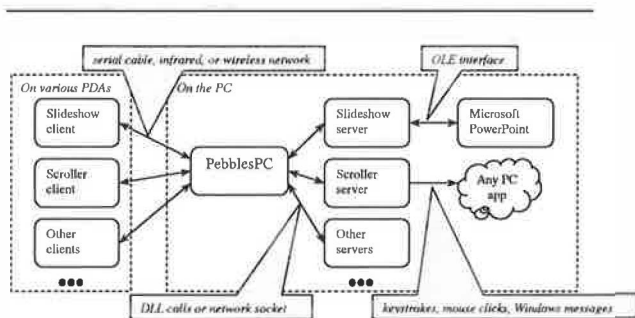 serial cable, infrared, or wireless network
OLE interface
On various PDAs
On the PC
Slideshow
client
Slideshow
server
Microsoft
PowerPoint
PebblesPC
Scroller
client
Scroller
server
Any PC
app
Other
clients
Other
servers
DLL calls or network socket
keystrokes, mouse clicks, Windows messages